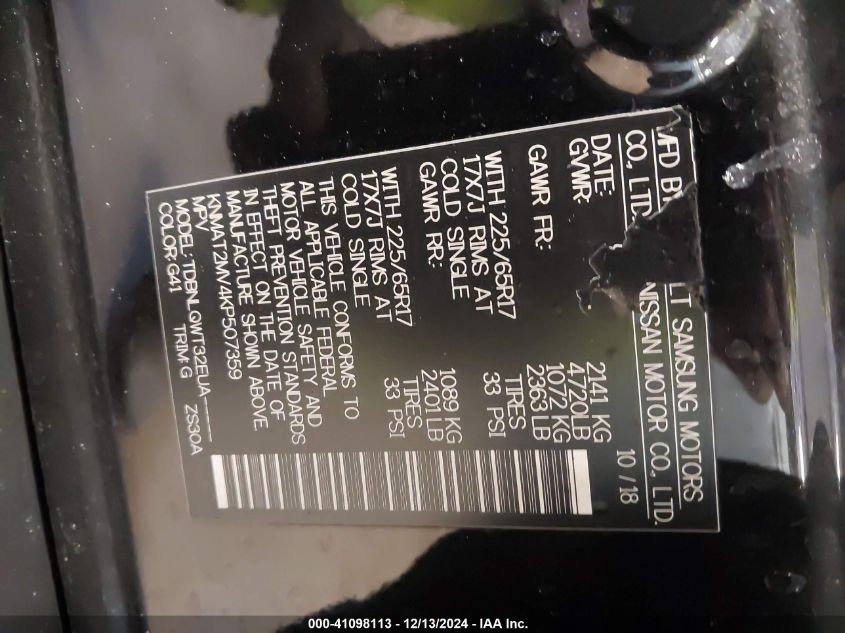 MFD B LT SAMSUNG MOTORS
CO., LTD NISSAN MOTOR CO., LTD.
DATE: 10/18
GVWR: 2141 KG
4720LB
GAWR FR: 1072 KG
2363 LB
WITH 225/65R17 TIRES
17X7J RIMS AT 33 PSI
COLD SINGLE
GAWR RR: 1089 KG
2401 LB
WITH 225/65R17 TIRES
17X7J RIMS AT 33 PSI
COLD SINGLE
THIS VEHICLE CONFORMS TO
ALL APPLICABLE FEDERAL
MOTOR VEHICLE SAFETY AND
THEFT PREVENTION STANDARDS
IN EFFECT ON THE DATE OF
MANUFACTURE SHOWN ABOVE
KNMAT2MV4KP507359
MPV
MODEL: TDBNLQWT32EUA
COLOR:G41 TRIM:G ZS30A
000-41098113 - 12/13/2024 - IAA Inc.